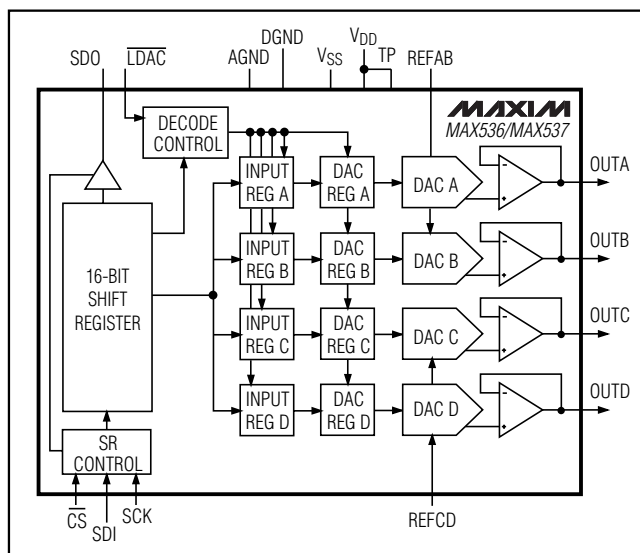 SDO
LDAC
AGND
DGND
VSS
VDD
TP
REFAB
MAXIM
MAX536/MAX537
DECODE
CONTROL
16-BIT
SHIFT
REGISTER
SR
CONTROL
CS
SDI
SCK
INPUT
REG A
DAC
REG A
DAC A
OUTA
INPUT
REG B
DAC
REG B
DAC B
OUTB
INPUT
REG C
DAC
REG C
DAC C
OUTC
INPUT
REG D
DAC
REG D
DAC D
OUTD
REFCD